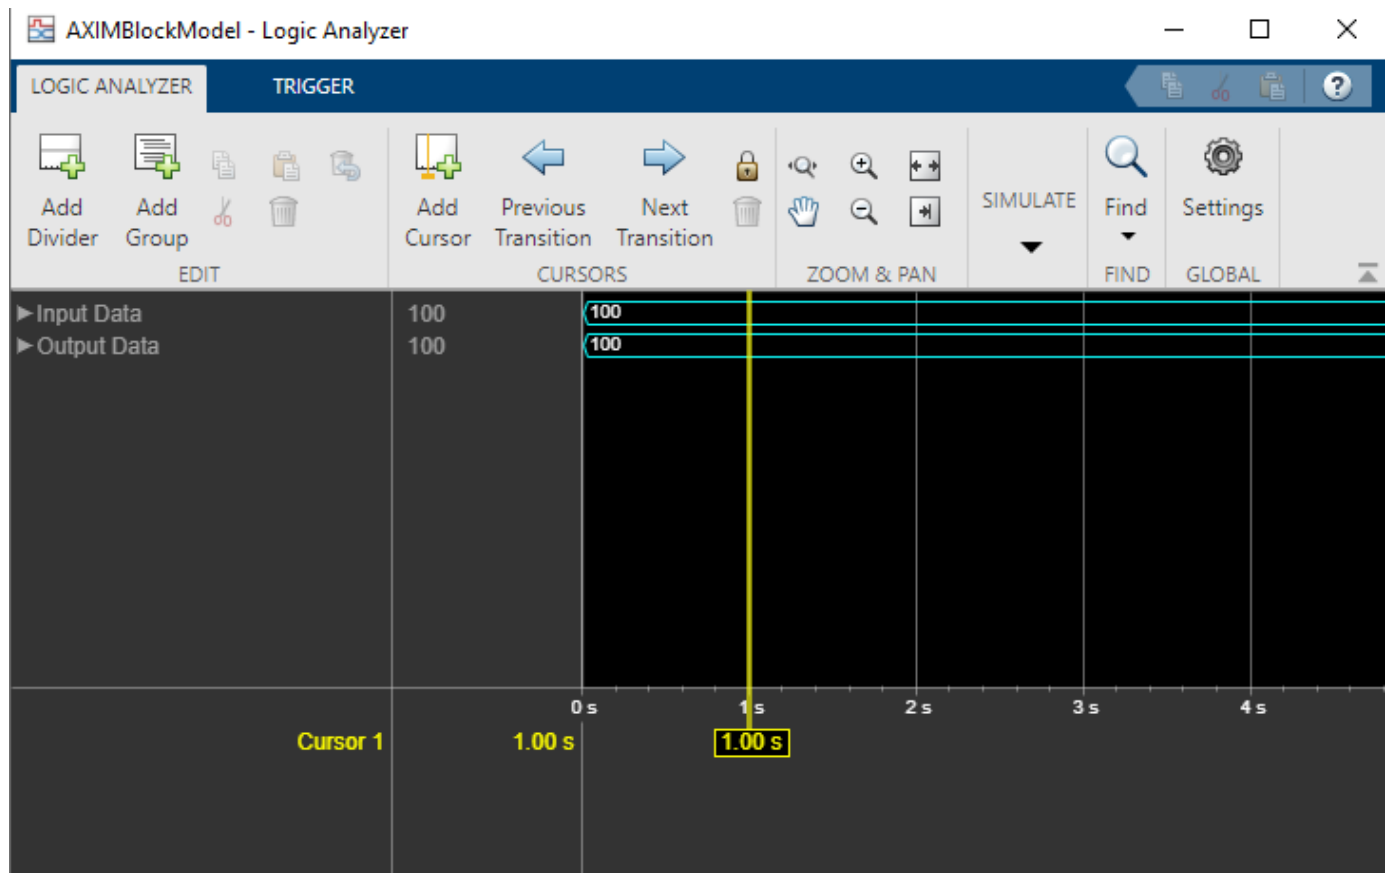 AXIMBlockModel - Logic Analyzer
LOGIC ANALYZER TRIGGER
Add Divider
Add Group
Add Cursor
Previous Transition
Next Transition
SIMULATE
Find
Settings
EDIT CURSORS ZOOM & PAN FIND GLOBAL
Input Data 100 100
Output Data 100 100
0 s 1 s 2 s 3 s 4 s
Cursor 1 1.00 s 1.00 s